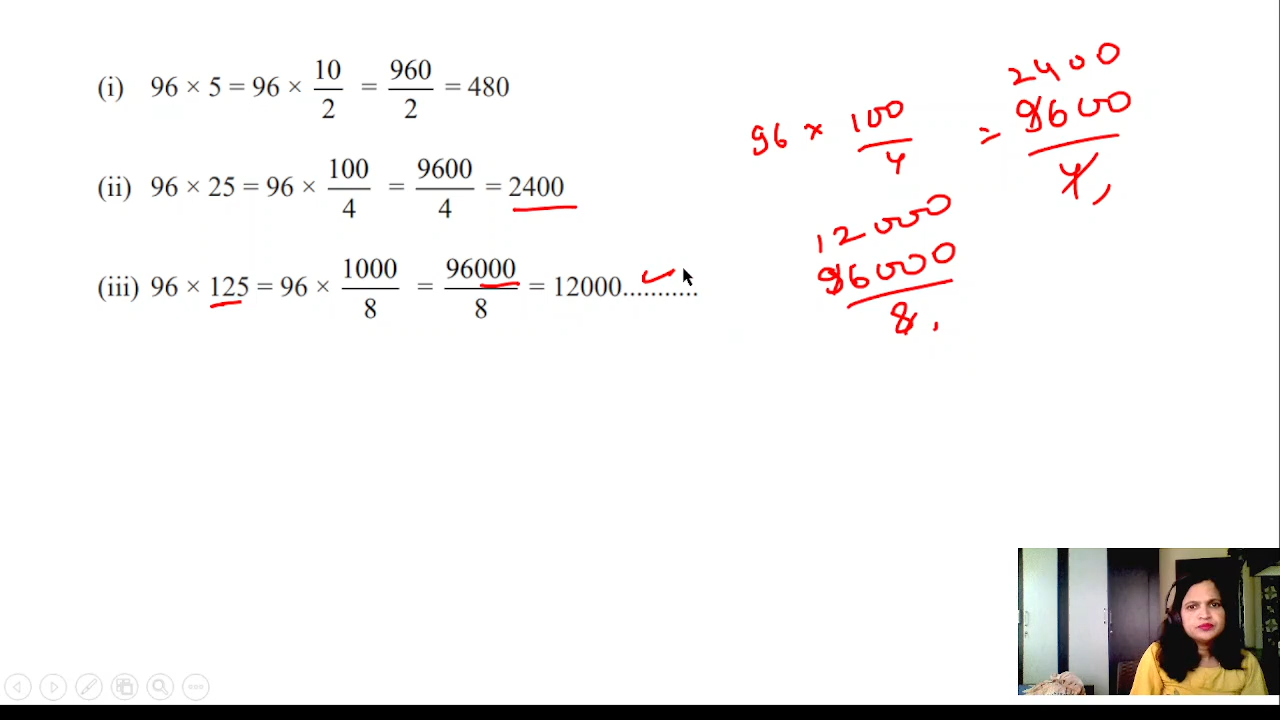 (i) 96 × 5 = 96 × 10/2 = 960/2 = 480
(ii) 96 × 25 = 96 × 100/4 = 9600/4 = 2400
(iii) 96 × 125 = 96 × 1000/8 = 96000/8 = 12000...........
2400
96 × 100/4 = 9600/4,
12000
96000/8